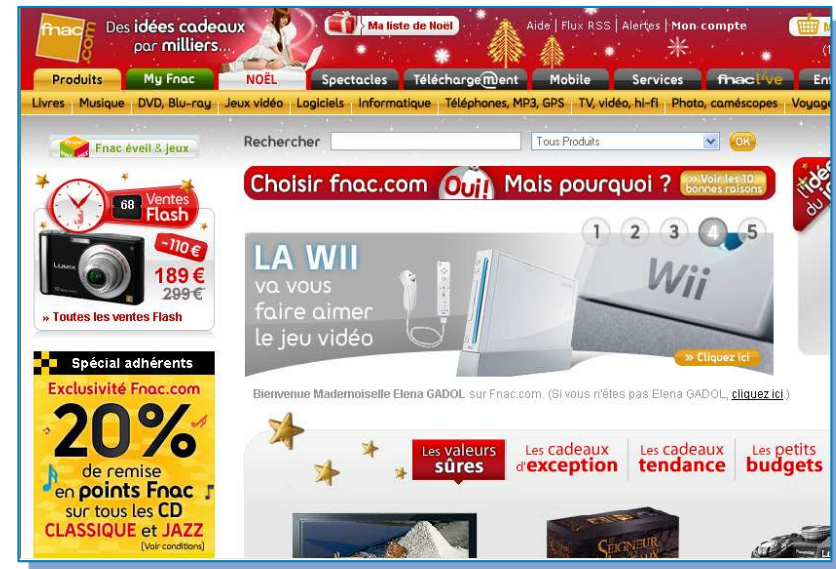 fnac.com
Des idées cadeaux
par milliers...
Ma liste de Noël
Aide | Flux RSS | Alertes | Mon compte
Produits
My Fnac
NOËL
Spectacles
Téléchargement
Mobile
Services
fnaclive
Livres
Musique
DVD, Blu-ray
Jeux vidéo
Logiciels
Informatique
Téléphones, MP3, GPS
TV, vidéo, hi-fi
Photo, caméscopes
Fnac éveil & jeux
Rechercher
Tous Produits
OK
Choisir fnac.com Oui! Mais pourquoi ?
»» Voir les 10
bonnes raisons
68 Ventes
Flash
-110€
LUMIX
189 €
299 €
» Toutes les ventes Flash
1 2 3 4 5
LA WII
va vous
faire aimer
le jeu vidéo
Wii
» Cliquez ici
Spécial adhérents
Exclusivité Fnac.com
20%
de remise
en points Fnac
sur tous les CD
CLASSIQUE et JAZZ
(Voir conditions)
Bienvenue Mademoiselle Elena GADOL sur Fnac.com. (Si vous n'êtes pas Elena GADOL, cliquez ici.)
Les valeurs
sûres
Les cadeaux
d'exception
Les cadeaux
tendance
Les petits
budgets
SEIGNEUR